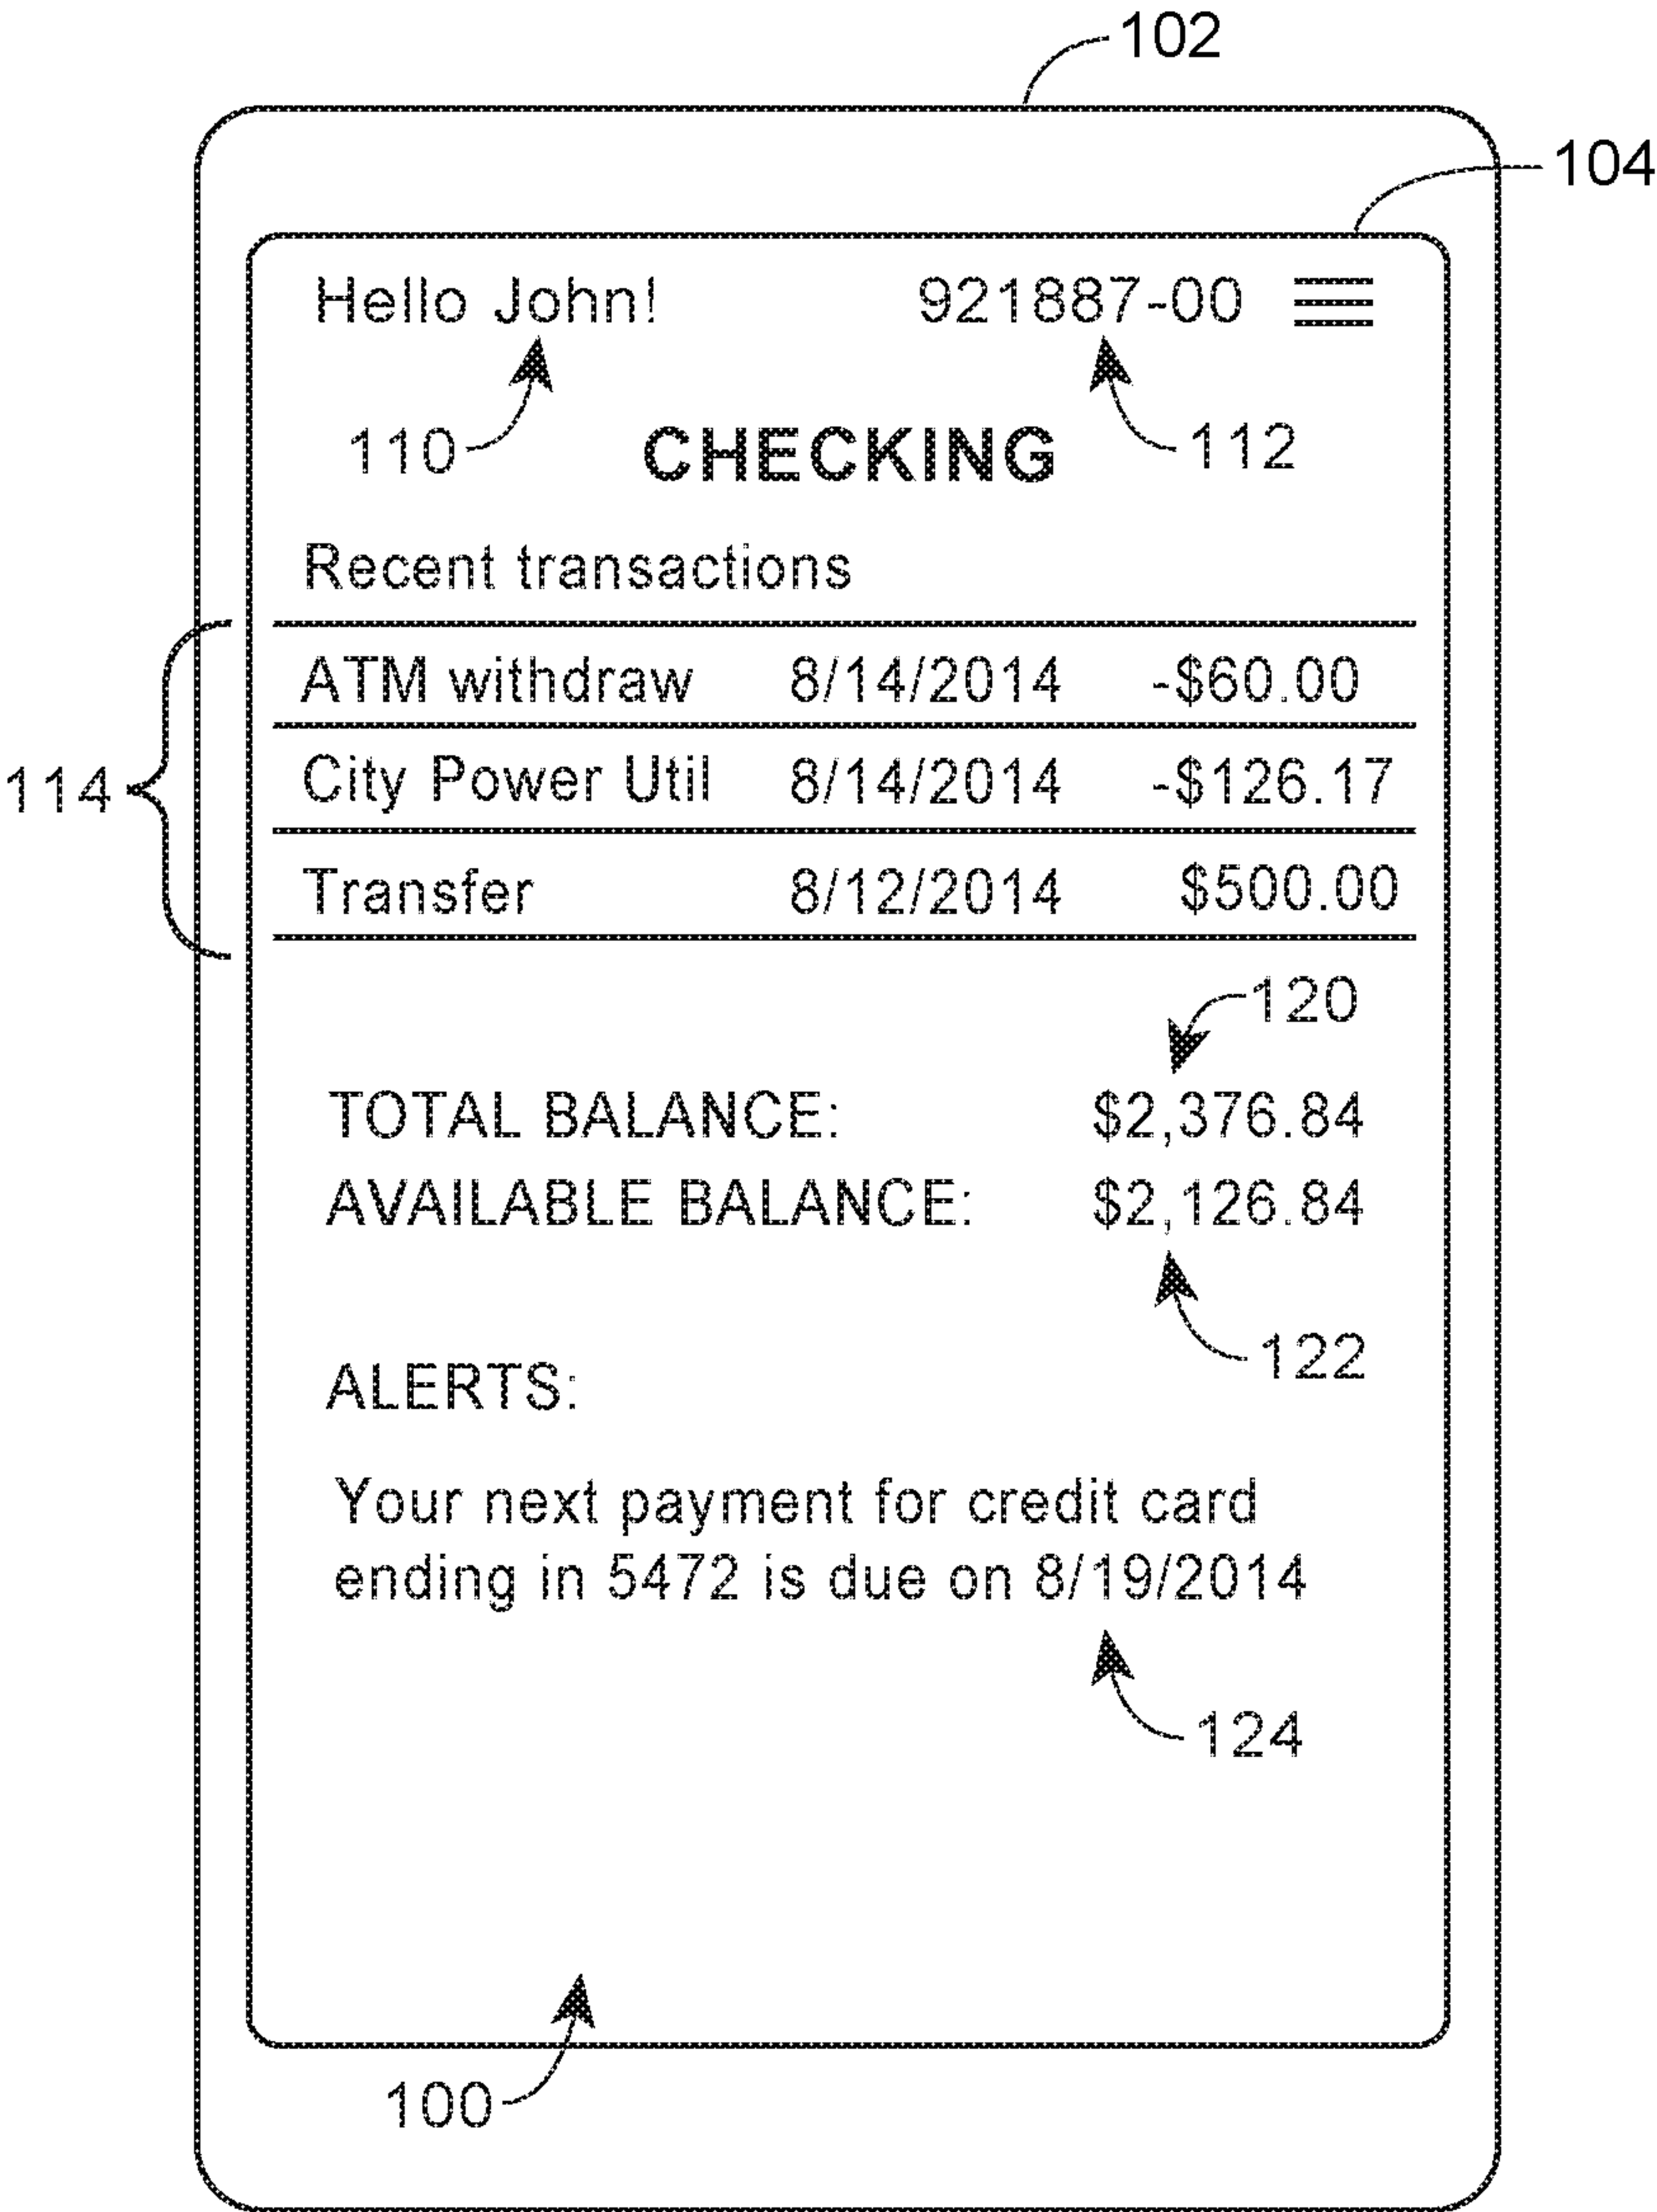 102
104
Hello John! 921887-00
110 CHECKING 112
Recent transactions
ATM withdraw 8/14/2014 -$60.00
114 City Power Util 8/14/2014 -$126.17
Transfer 8/12/2014 $500.00
120
TOTAL BALANCE: $2,376.84
AVAILABLE BALANCE: $2,126.84
122
ALERTS:
Your next payment for credit card
ending in 5472 is due on 8/19/2014
124
100